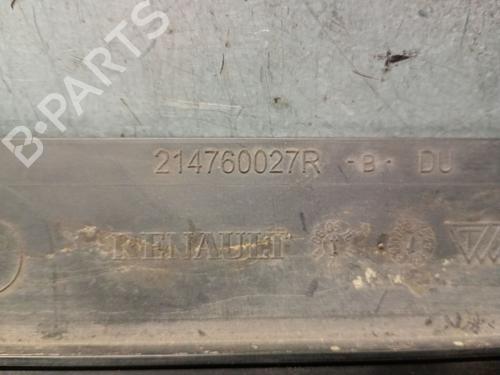 B-PARTS
214760027R - B - DU
RENAULT